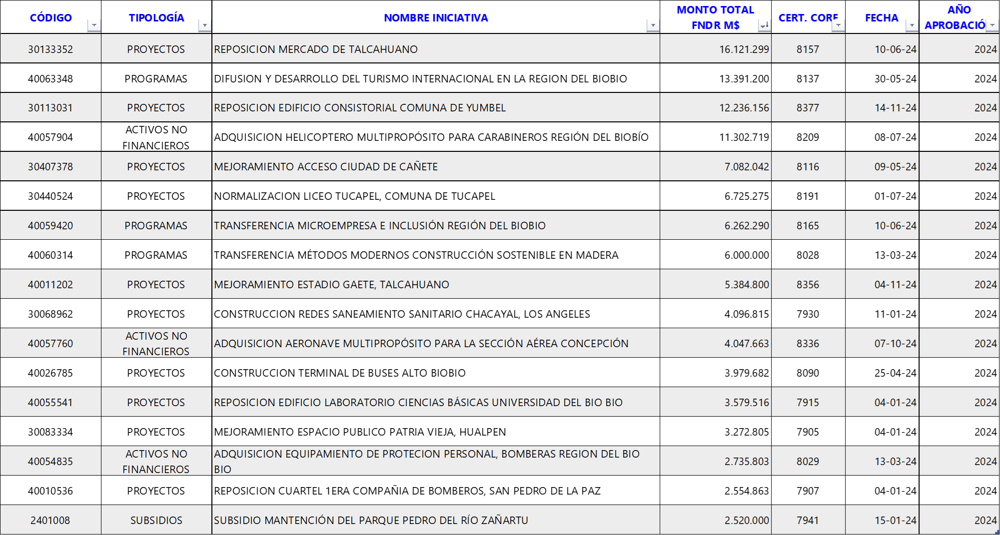 CÓDIGO TIPOLOGÍA NOMBRE INICIATIVA MONTO TOTAL FNDR M$ CERT. CORE FECHA AÑO APROBACIÓ
30133352 PROYECTOS REPOSICION MERCADO DE TALCAHUANO 16.121.299 8157 10-06-24 2024
40063348 PROGRAMAS DIFUSION Y DESARROLLO DEL TURISMO INTERNACIONAL EN LA REGION DEL BIOBIO 13.391.200 8137 30-05-24 2024
30113031 PROYECTOS REPOSICION EDIFICIO CONSISTORIAL COMUNA DE YUMBEL 12.236.156 8377 14-11-24 2024
40057904 ACTIVOS NO FINANCIEROS ADQUISICION HELICOPTERO MULTIPROPÓSITO PARA CARABINEROS REGIÓN DEL BIOBÍO 11.302.719 8209 08-07-24 2024
30407378 PROYECTOS MEJORAMIENTO ACCESO CIUDAD DE CAÑETE 7.082.042 8116 09-05-24 2024
30440524 PROYECTOS NORMALIZACION LICEO TUCAPEL, COMUNA DE TUCAPEL 6.725.275 8191 01-07-24 2024
40059420 PROGRAMAS TRANSFERENCIA MICROEMPRESA E INCLUSIÓN REGIÓN DEL BIOBIO 6.262.290 8165 10-06-24 2024
40060314 PROGRAMAS TRANSFERENCIA MÉTODOS MODERNOS CONSTRUCCIÓN SOSTENIBLE EN MADERA 6.000.000 8028 13-03-24 2024
40011202 PROYECTOS MEJORAMIENTO ESTADIO GAETE, TALCAHUANO 5.384.800 8356 04-11-24 2024
30068962 PROYECTOS CONSTRUCCION REDES SANEAMIENTO SANITARIO CHACAYAL, LOS ANGELES 4.096.815 7930 11-01-24 2024
40057760 ACTIVOS NO FINANCIEROS ADQUISICION AERONAVE MULTIPROPÓSITO PARA LA SECCIÓN AÉREA CONCEPCIÓN 4.047.663 8336 07-10-24 2024
40026785 PROYECTOS CONSTRUCCION TERMINAL DE BUSES ALTO BIOBIO 3.979.682 8090 25-04-24 2024
40055541 PROYECTOS REPOSICION EDIFICIO LABORATORIO CIENCIAS BÁSICAS UNIVERSIDAD DEL BIO BIO 3.579.516 7915 04-01-24 2024
30083334 PROYECTOS MEJORAMIENTO ESPACIO PUBLICO PATRIA VIEJA, HUALPEN 3.272.805 7905 04-01-24 2024
40054835 ACTIVOS NO FINANCIEROS ADQUISICION EQUIPAMIENTO DE PROTECION PERSONAL, BOMBERAS REGION DEL BIO BIO 2.735.803 8029 13-03-24 2024
40010536 PROYECTOS REPOSICION CUARTEL 1ERA COMPAÑIA DE BOMBEROS, SAN PEDRO DE LA PAZ 2.554.863 7907 04-01-24 2024
2401008 SUBSIDIOS SUBSIDIO MANTENCIÓN DEL PARQUE PEDRO DEL RÍO ZAÑARTU 2.520.000 7941 15-01-24 2024